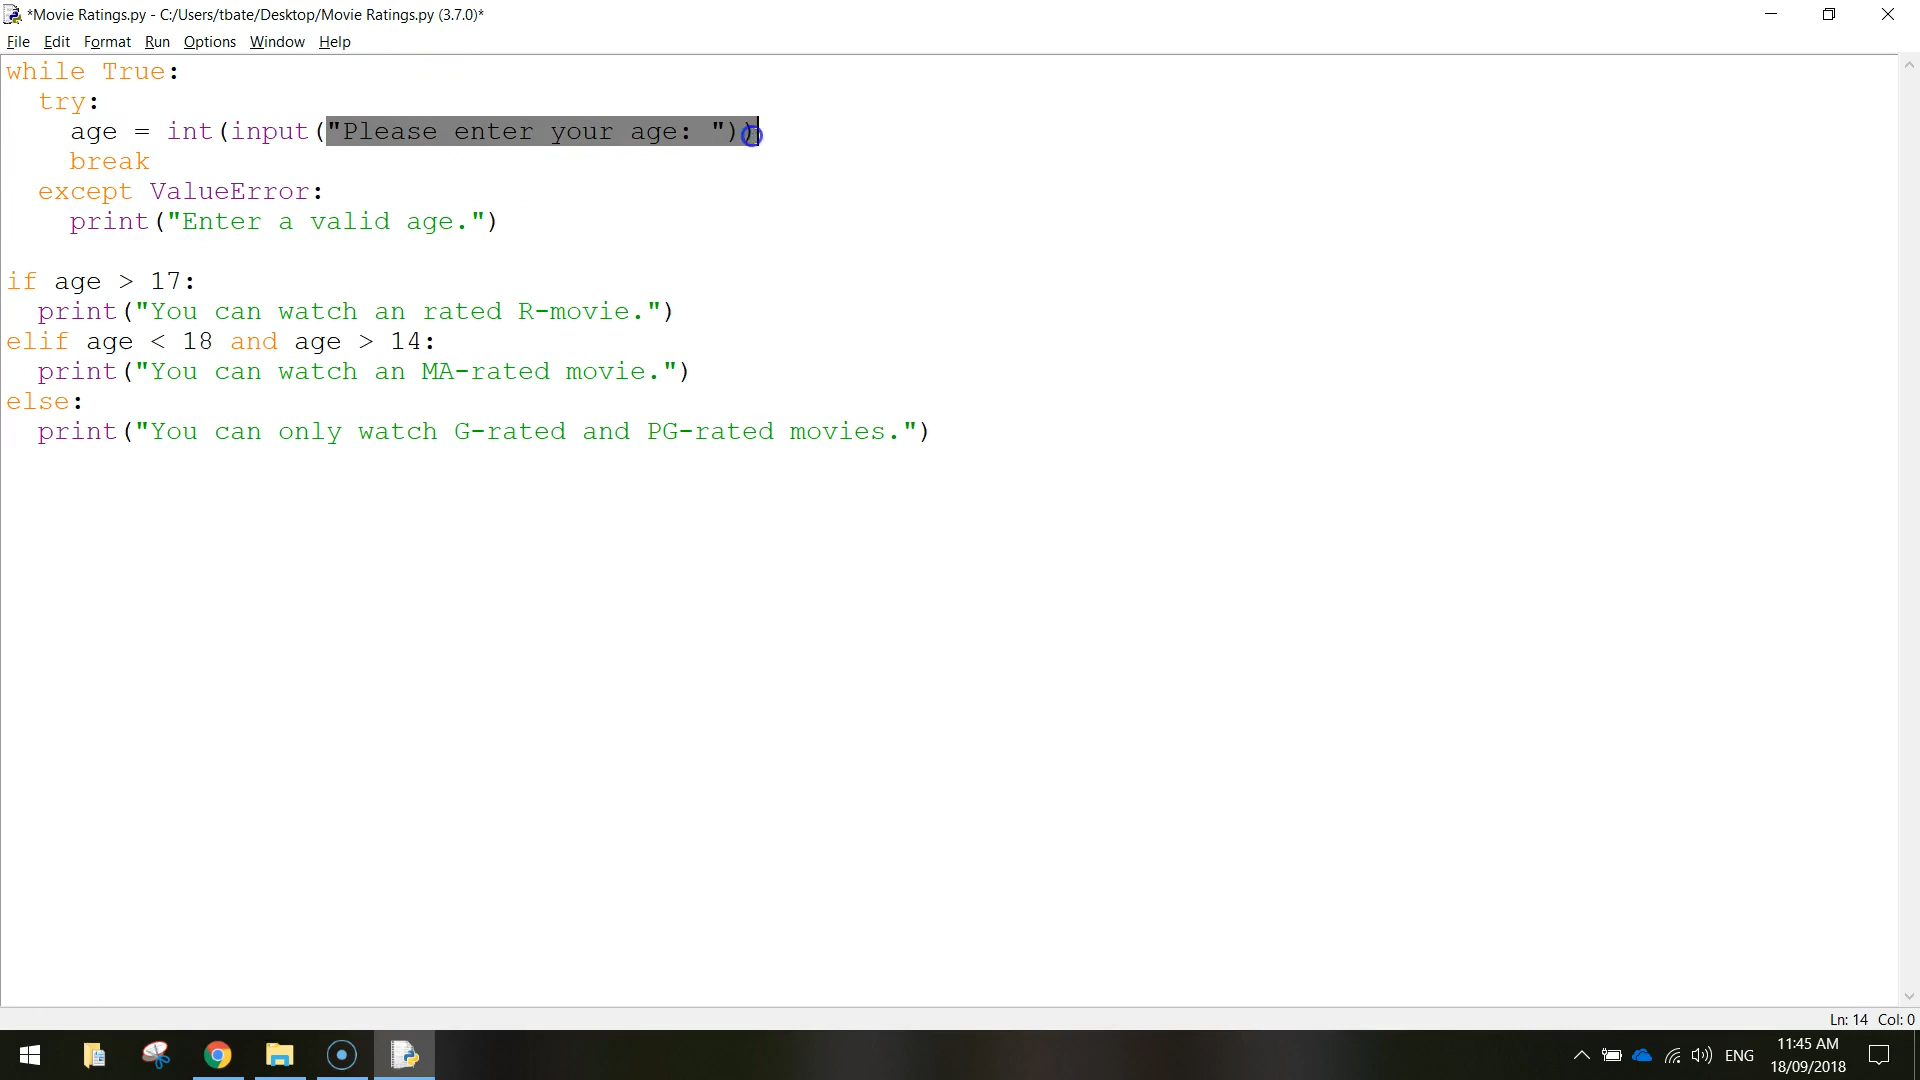 *Movie Ratings.py - C:/Users/tbate/Desktop/Movie Ratings.py (3.7.0)*
File Edit Format Run Options Window Help
while True:
  try:
    age = int(input("Please enter your age: "))
    break
  except ValueError:
    print("Enter a valid age.")
if age > 17:
  print("You can watch an rated R-movie.")
elif age < 18 and age > 14:
  print("You can watch an MA-rated movie.")
else:
  print("You can only watch G-rated and PG-rated movies.")
Ln: 14 Col: 0
ENG
11:45 AM
18/09/2018